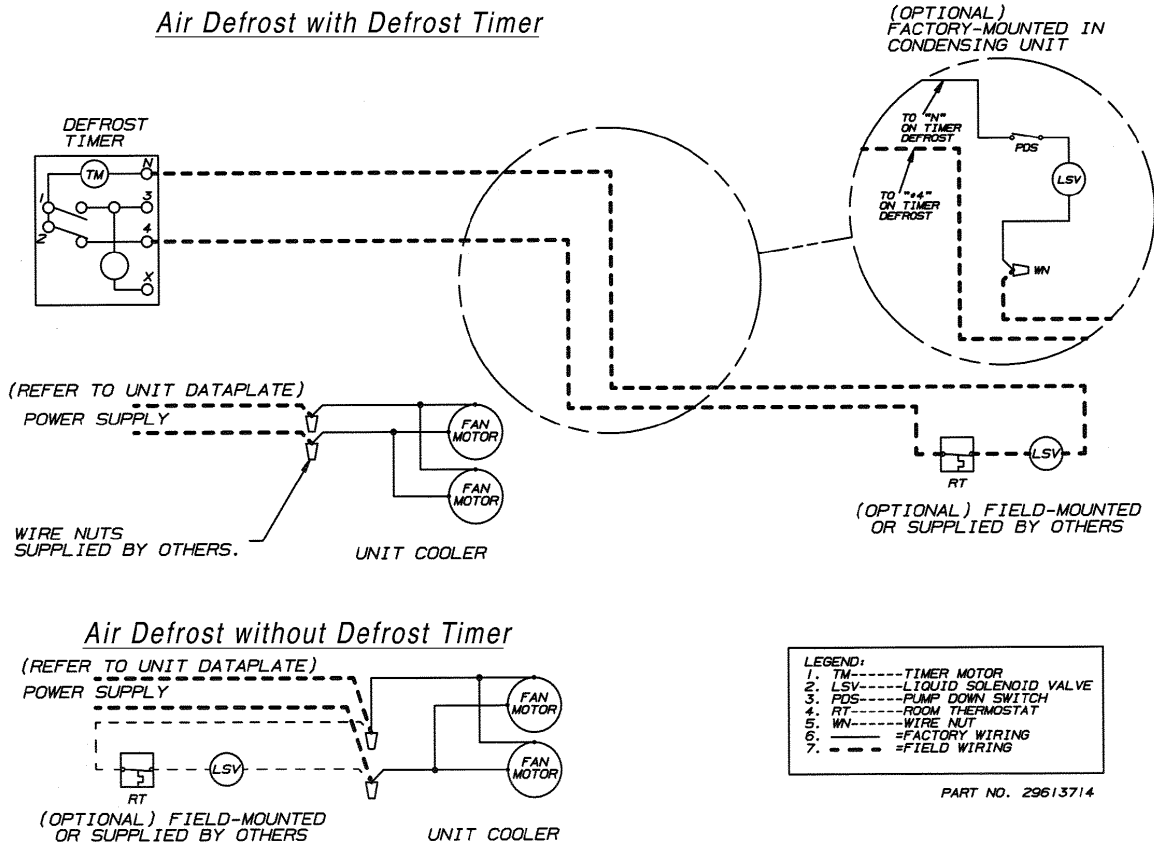 Air Defrost with Defrost Timer
(OPTIONAL)
FACTORY-MOUNTED IN
CONDENSING UNIT
TO "N"
ON TIMER
DEFROST
PDS
LSV
TO "*4"
ON TIMER
DEFROST
WN
DEFROST
TIMER
TM
N
1
3
2
4
X
(REFER TO UNIT DATAPLATE)
POWER SUPPLY
FAN
MOTOR
FAN
MOTOR
WIRE NUTS
SUPPLIED BY OTHERS.
UNIT COOLER
RT
LSV
(OPTIONAL) FIELD-MOUNTED
OR SUPPLIED BY OTHERS
Air Defrost without Defrost Timer
(REFER TO UNIT DATAPLATE)
POWER SUPPLY
FAN
MOTOR
FAN
MOTOR
RT
LSV
(OPTIONAL) FIELD-MOUNTED
OR SUPPLIED BY OTHERS
UNIT COOLER
LEGEND:
1. TM------TIMER MOTOR
2. LSV-----LIQUID SOLENOID VALVE
3. PDS-----PUMP DOWN SWITCH
4. RT------ROOM THERMOSTAT
5. WN------WIRE NUT
6. ——— =FACTORY WIRING
7. – – – =FIELD WIRING
PART NO. 29613714